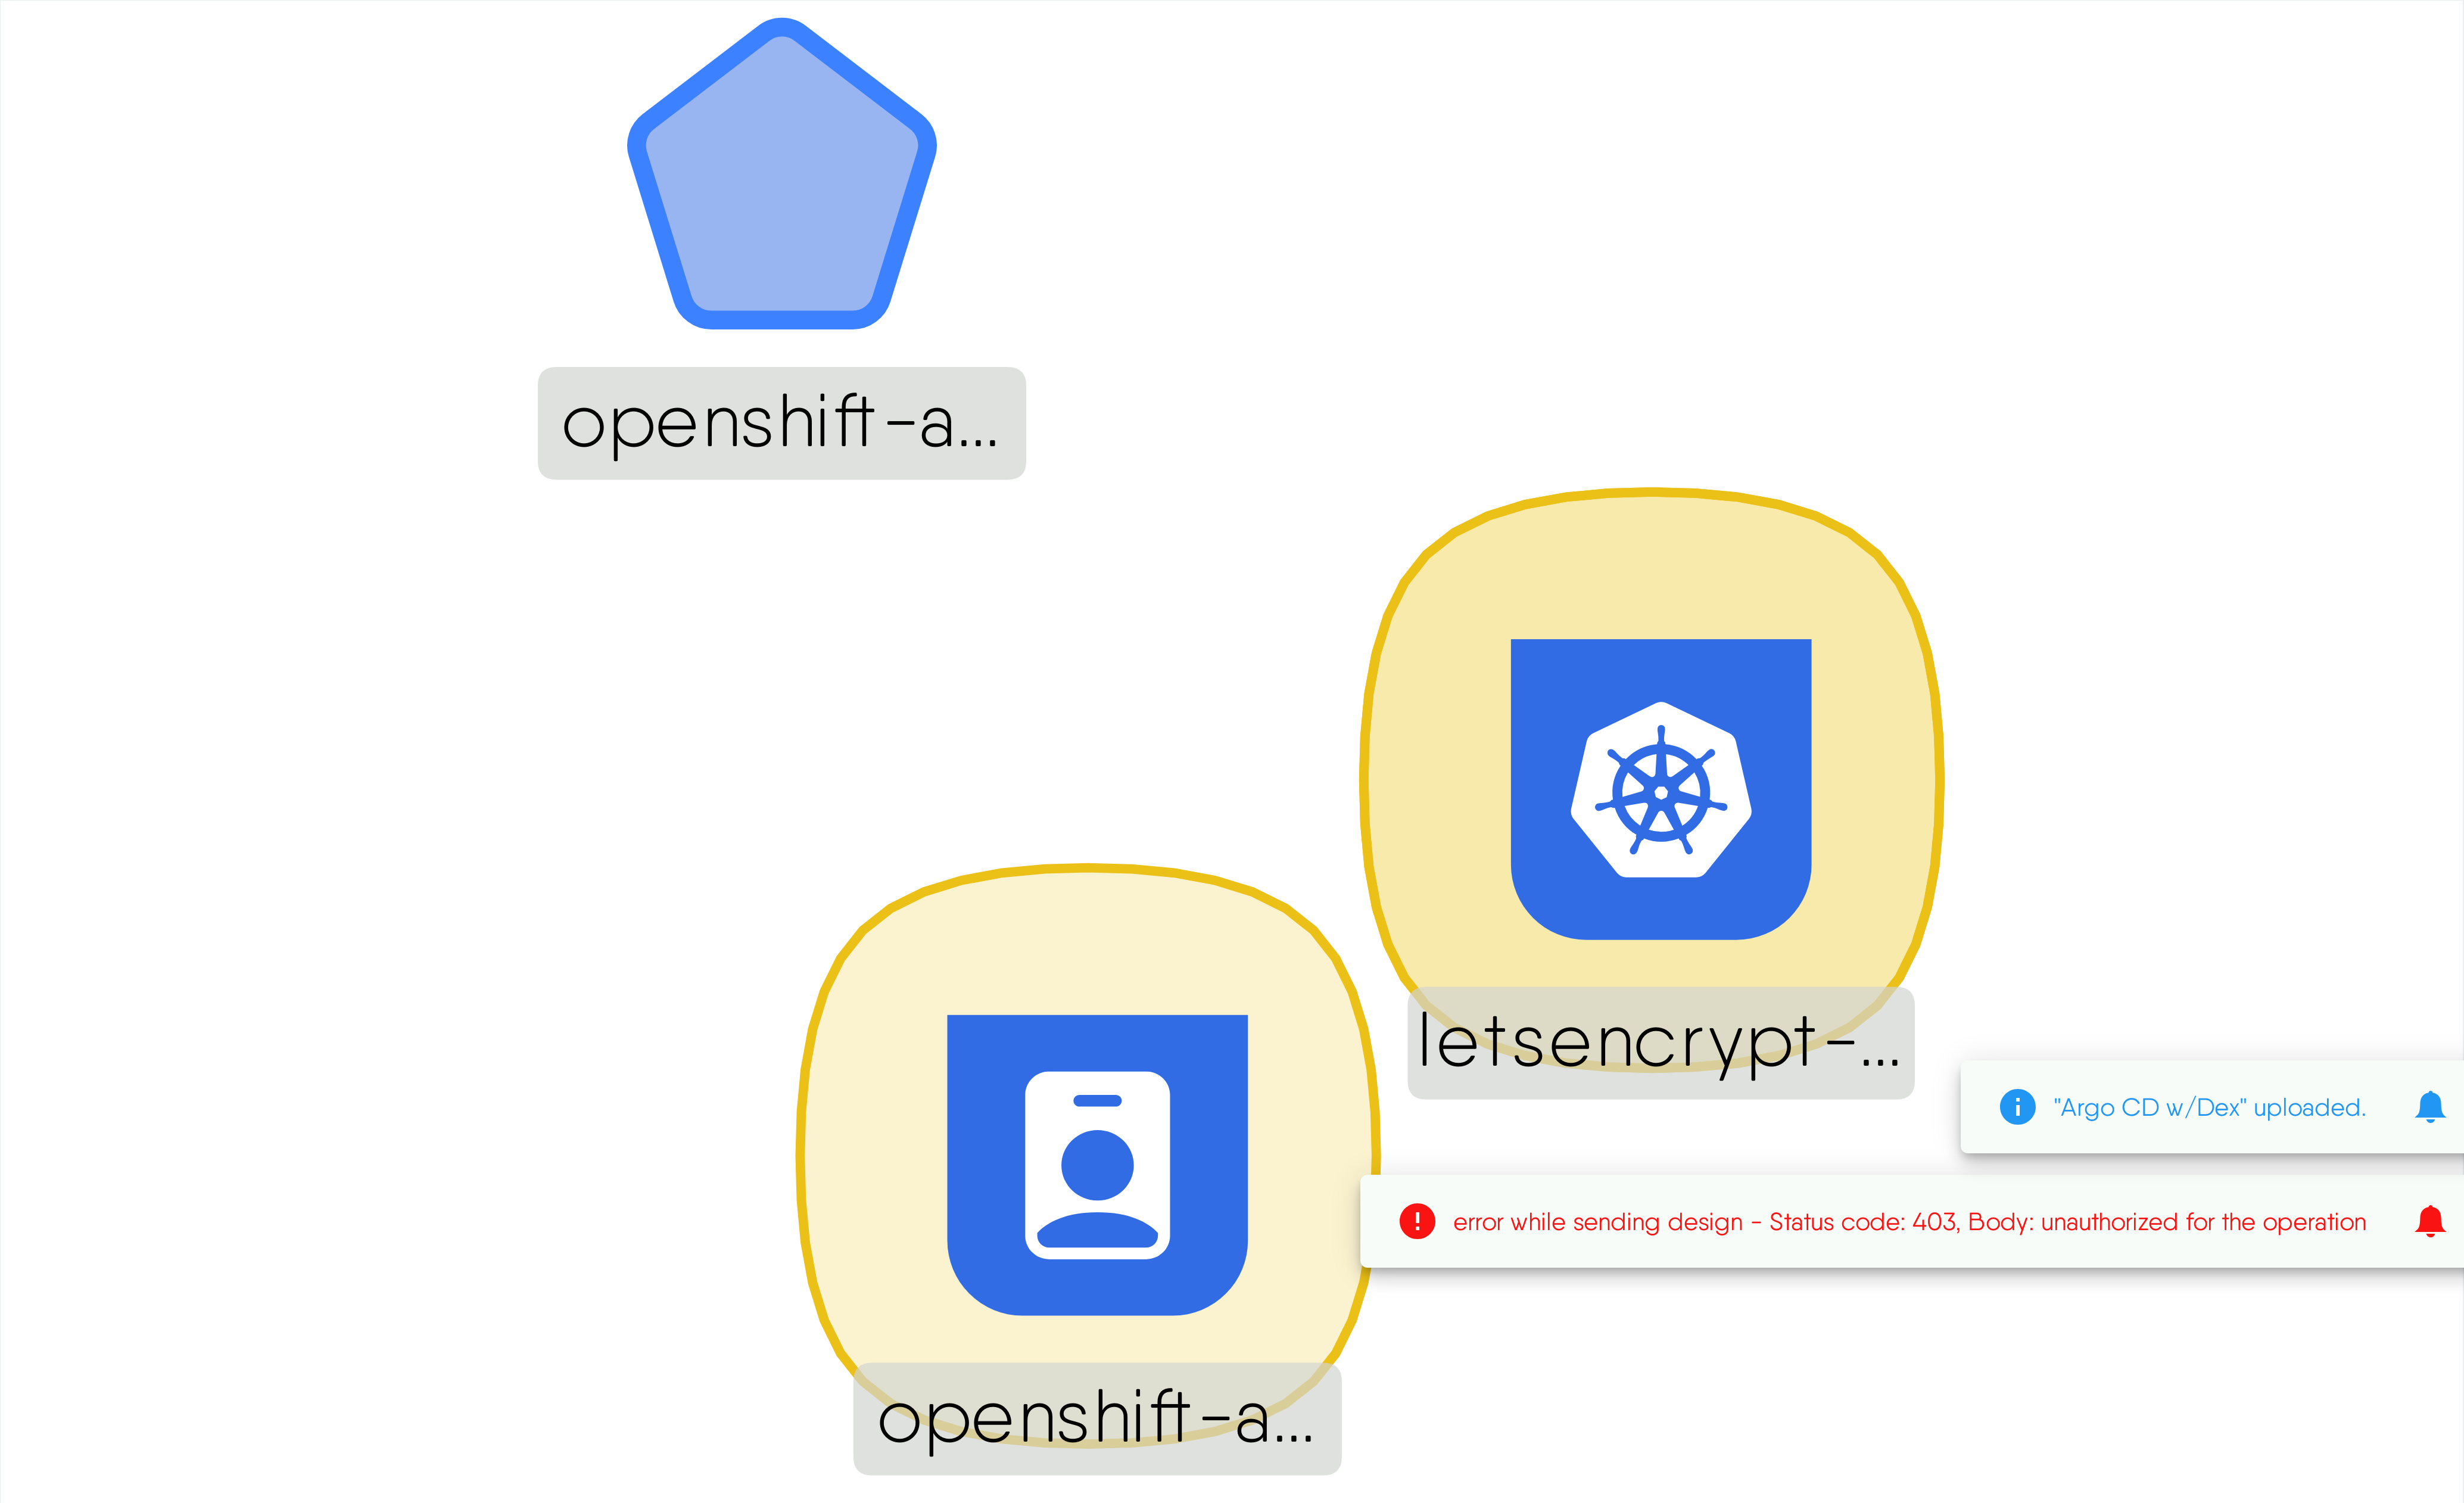 openshift-a...
letsencrypt-...
"Argo CD w/Dex" uploaded.
error while sending design - Status code: 403, Body: unauthorized for the operation
openshift-a...